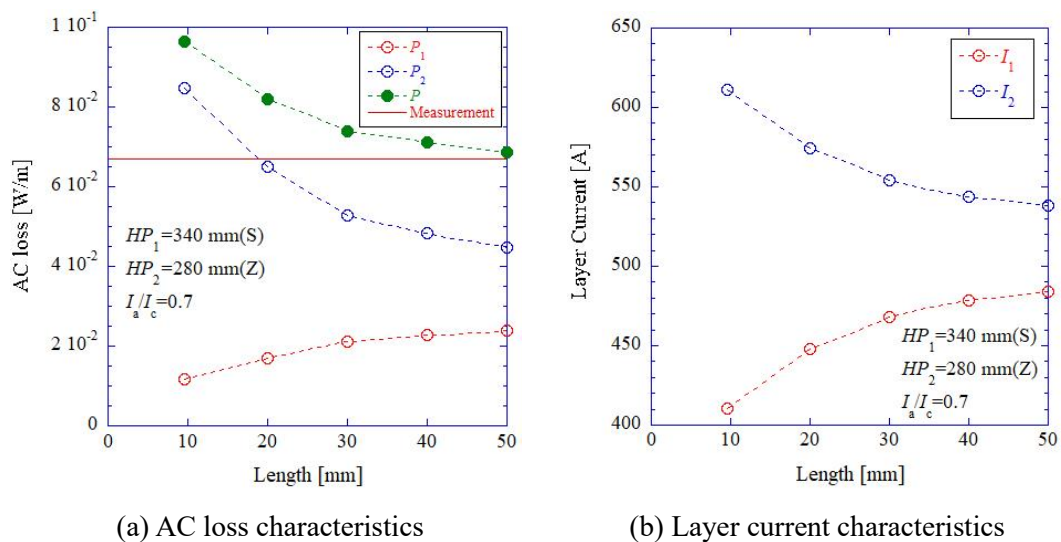 1 10⁻¹
8 10⁻²
6 10⁻²
4 10⁻²
2 10⁻²
0
AC loss [W/m]
P₁
P₂
P
Measurement
HP₁=340 mm(S)
HP₂=280 mm(Z)
Iₐ/I꜀=0.7
0 10 20 30 40 50
Length [mm]
(a) AC loss characteristics
650
600
550
500
450
400
Layer Current [A]
I₁
I₂
HP₁=340 mm(S)
HP₂=280 mm(Z)
Iₐ/I꜀=0.7
0 10 20 30 40 50
Length [mm]
(b) Layer current characteristics